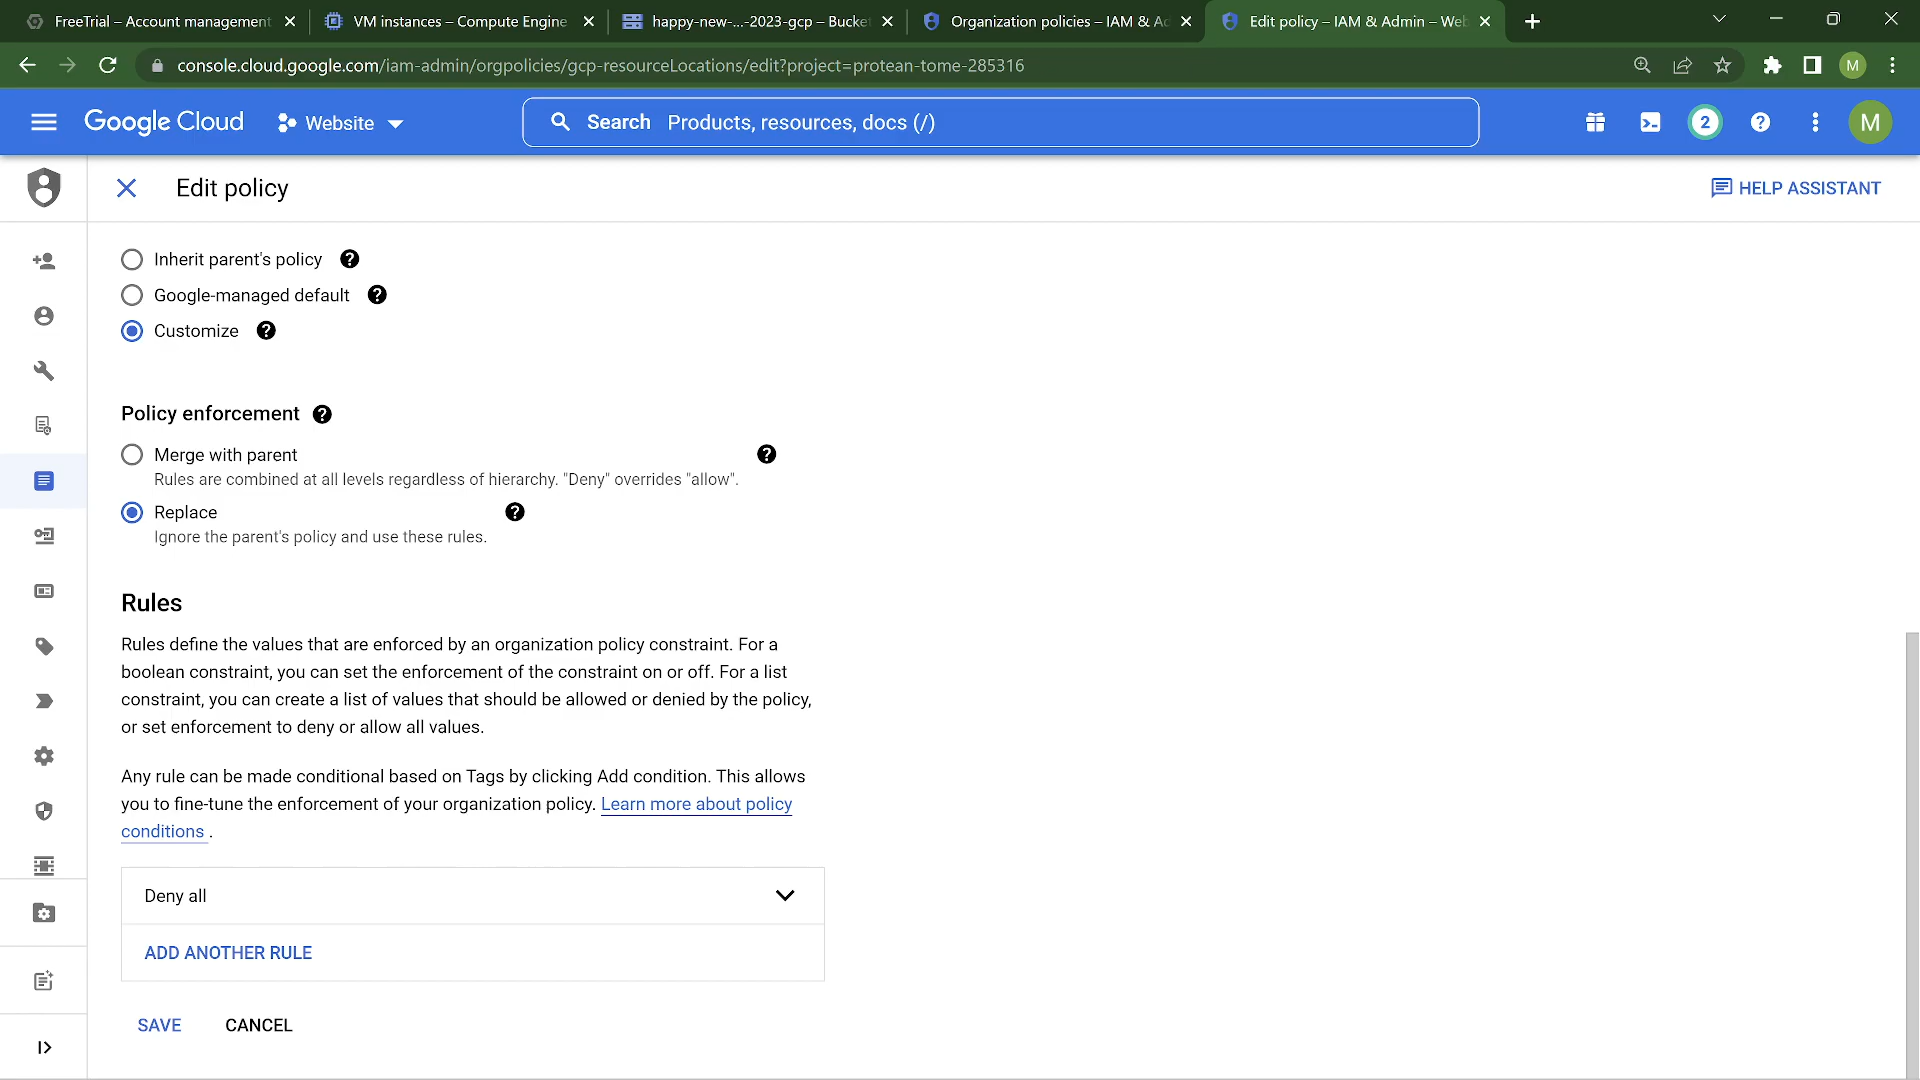 FreeTrial – Account management
VM instances – Compute Engine
happy-new-...-2023-gcp – Bucket
Organization policies – IAM & Ad
Edit policy – IAM & Admin – Web
console.cloud.google.com/iam-admin/orgpolicies/gcp-resourceLocations/edit?project=protean-tome-285316
M
Google Cloud
Website
Search Products, resources, docs (/)
2
M
Edit policy
HELP ASSISTANT
Inherit parent's policy
Google-managed default
Customize
Policy enforcement
Merge with parent
Rules are combined at all levels regardless of hierarchy. "Deny" overrides "allow".
Replace
Ignore the parent's policy and use these rules.
Rules
Rules define the values that are enforced by an organization policy constraint. For a
boolean constraint, you can set the enforcement of the constraint on or off. For a list
constraint, you can create a list of values that should be allowed or denied by the policy,
or set enforcement to deny or allow all values.
Any rule can be made conditional based on Tags by clicking Add condition. This allows
you to fine-tune the enforcement of your organization policy. Learn more about policy
conditions .
Deny all
ADD ANOTHER RULE
SAVE
CANCEL